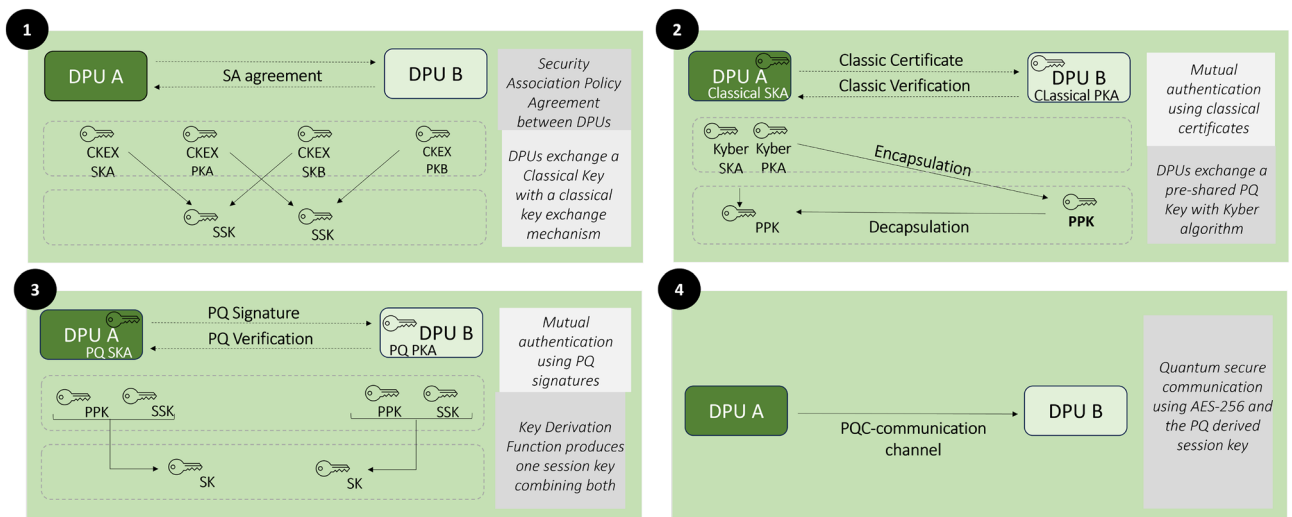 1
DPU A
SA agreement
DPU B
CKEX
SKA
CKEX
PKA
CKEX
SKB
CKEX
PKB
SSK
SSK
Security
Association Policy
Agreement
between DPUs
DPUs exchange a
Classical Key
with a classical
key exchange
mechanism
2
DPU A
Classical SKA
Classic Certificate
Classic Verification
DPU B
CLassical PKA
Kyber
SKA
Kyber
PKA
Encapsulation
PPK
Decapsulation
PPK
Mutual
authentication
using classical
certificates
DPUs exchange a
pre-shared PQ
Key with Kyber
algorithm
3
DPU A
PQ SKA
PQ Signature
PQ Verification
DPU B
PQ PKA
PPK
SSK
PPK
SSK
SK
SK
Mutual
authentication
using PQ
signatures
Key Derivation
Function produces
one session key
combining both
4
DPU A
PQC-communication
channel
DPU B
Quantum secure
communication
using AES-256 and
the PQ derived
session key